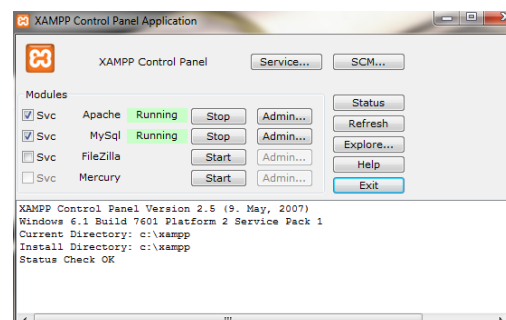 XAMPP Control Panel Application
XAMPP Control Panel
Service...
SCM...
Modules
Svc Apache Running Stop Admin...
Svc MySql Running Stop Admin...
Svc FileZilla Start Admin...
Svc Mercury Start Admin...
Status
Refresh
Explore...
Help
Exit
XAMPP Control Panel Version 2.5 (9. May, 2007)
Windows 6.1 Build 7601 Platform 2 Service Pack 1
Current Directory: c:\xampp
Install Directory: c:\xampp
Status Check OK